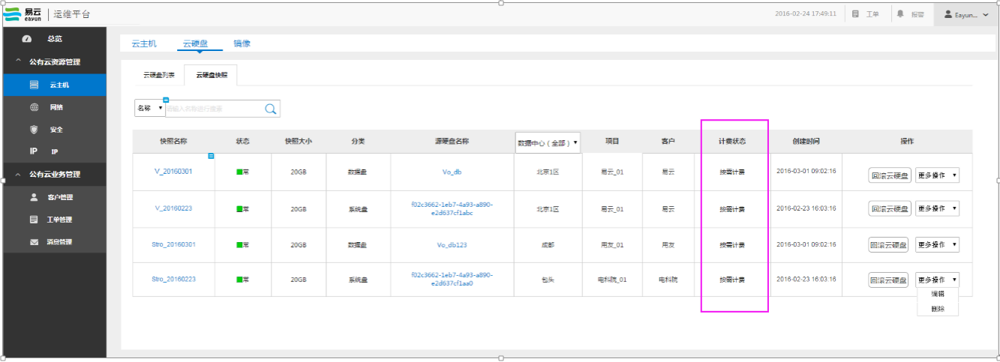 易云 eayun 运维平台 2016-02-24 17:49:11 工单 报警 Eayun...
总览
公有云资源管理
云主机
网络
安全
IP IP
公有云业务管理
客户管理
工单管理
消息管理
云主机 云硬盘 镜像
云硬盘列表 云硬盘快照
名称 请输入名称进行搜索
快照名称 状态 快照大小 分类 源硬盘名称 数据中心（全部） 项目 客户 计费状态 创建时间 操作
V_20160301 常 20GB 数据盘 Vo_db 北京1区 易云_01 易云 按需计费 2016-03-01 09:02:16 回滚云硬盘 更多操作
V_20160223 常 20GB 系统盘 f02c3662-1eb7-4a93-a890-e2d637cf1abc 北京1区 易云_01 易云 按需计费 2016-02-23 16:03:16 回滚云硬盘 更多操作
Stro_20160301 常 20GB 数据盘 Vo_db123 成都 用友_01 用友 按需计费 2016-03-01 09:02:16 回滚云硬盘 更多操作
Stro_20160223 常 20GB 系统盘 f02c3662-1eb7-4a93-a890-e2d637cf1aa0 包头 电科院_01 电科院 按需计费 2016-02-23 16:03:16 回滚云硬盘 更多操作
编辑
删除